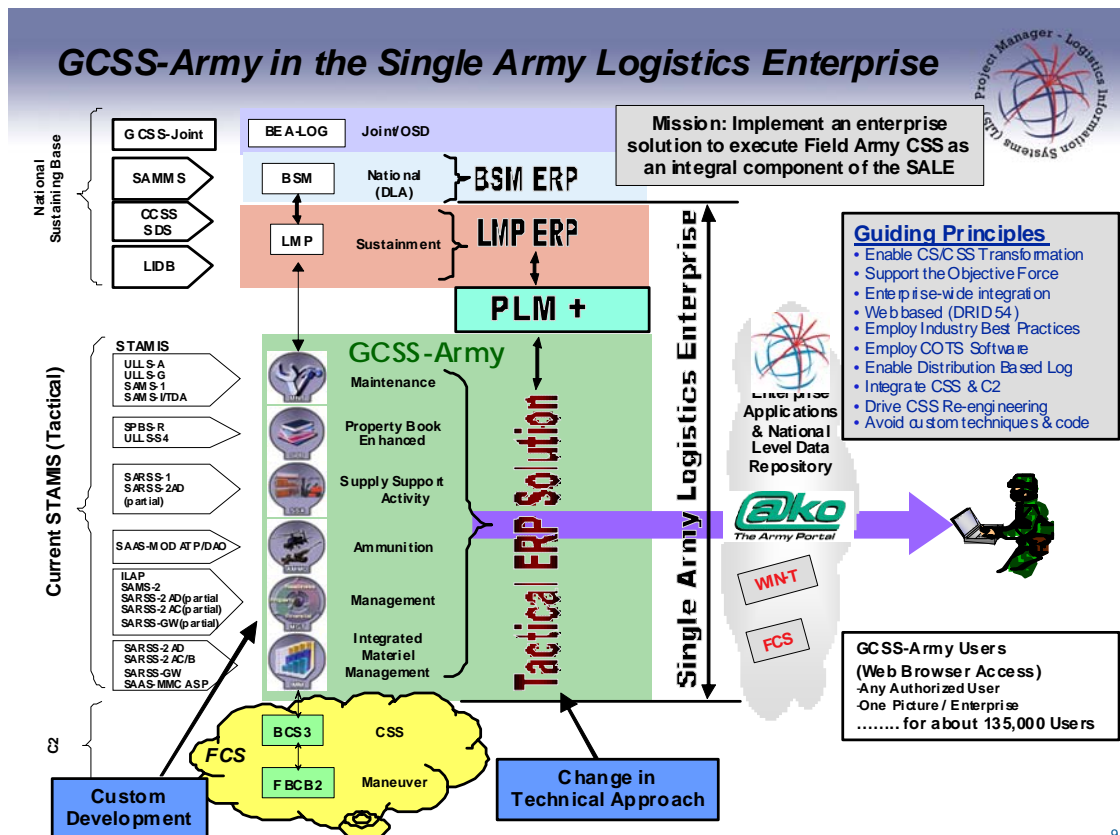 GCSS-Army in the Single Army Logistics Enterprise
Project Manager - Logistics Information Systems (LIS)
National
Sustaining Base
GCSS-Joint
SAMMS
CCSS
SDS
LIDB
BEA-LOG
Joint/OSD
BSM
National
(DLA)
BSM ERP
LMP
Sustainment
LMP ERP
PLM +
Mission: Implement an enterprise
solution to execute Field Army CSS as
an integral component of the SALE
Guiding Principles
• Enable CS/CSS Transformation
• Support the Objective Force
• Enterprise-wide integration
• Web based (DRID 54)
• Employ Industry Best Practices
• Employ COTS Software
• Enable Distribution Based Log
• Integrate CSS & C2
• Drive CSS Re-engineering
• Avoid custom techniques & code
Current STAMIS (Tactical)
STAMIS
ULLS-A
ULLS-G
SAMS-1
SAMS-I/TDA
SPBS-R
ULLS-S4
SARSS-1
SARSS-2AD
(partial)
SAAS-MOD ATP/DAO
ILAP
SAMS-2
SARSS-2AD(partial
SARSS-2AC(partial)
SARSS-GW(partial)
SARSS-2AD
SARSS-2AC/B
SARSS-GW
SAAS-MMC ASP
GCSS-Army
Maintenance
Property Book
Enhanced
Supply Support
Activity
Ammunition
Management
Integrated
Materiel
Management
Tactical ERP Solution
Single Army Logistics Enterprise
Enterprise
Applications
& National
Level Data
Repository
@ko
The Army Portal
WIN-T
FCS
GCSS-Army Users
(Web Browser Access)
-Any Authorized User
-One Picture / Enterprise
........ for about 135,000 Users
C2
FCS
BCS3
CSS
FBCB2
Maneuver
Custom
Development
Change in
Technical Approach
9